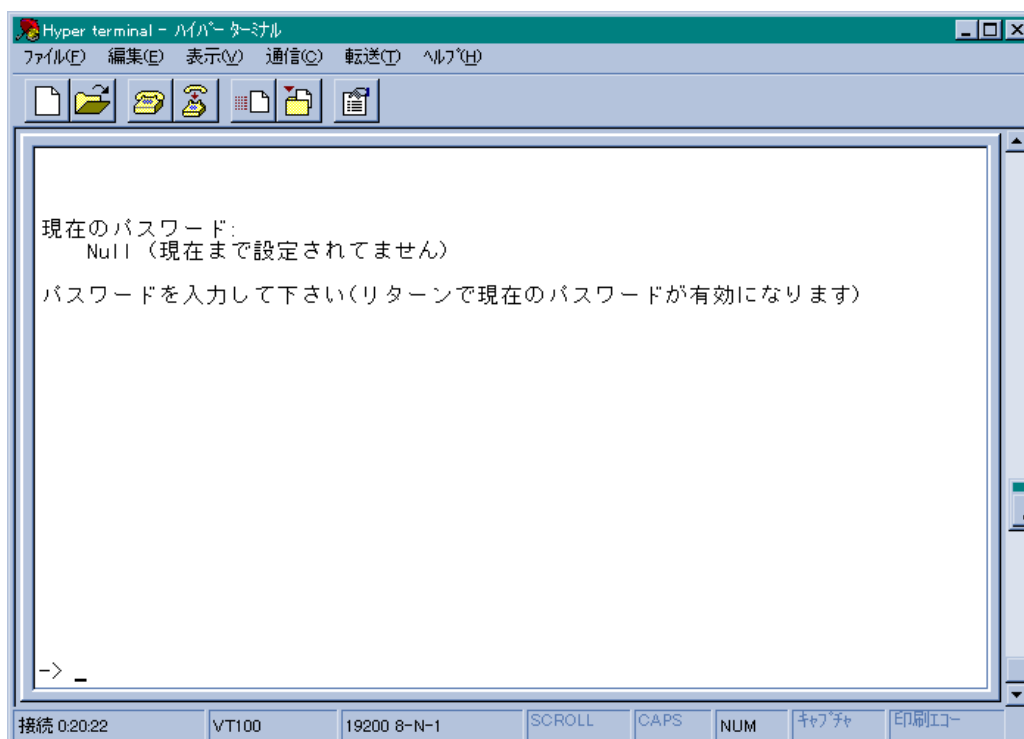 Hyper terminal - ﾊｲﾊﾟｰ ﾀｰﾐﾅﾙ
ﾌｧｲﾙ(F) 編集(E) 表示(V) 通信(C) 転送(T) ﾍﾙﾌﾟ(H)
現在のパスワード:
Null (現在まで設定されてません)
パスワードを入力して下さい(リターンで現在のパスワードが有効になります)
-> _
接続 0:20:22 VT100 19200 8-N-1 SCROLL CAPS NUM ｷｬﾌﾟﾁｬ 印刷ｴｺｰ